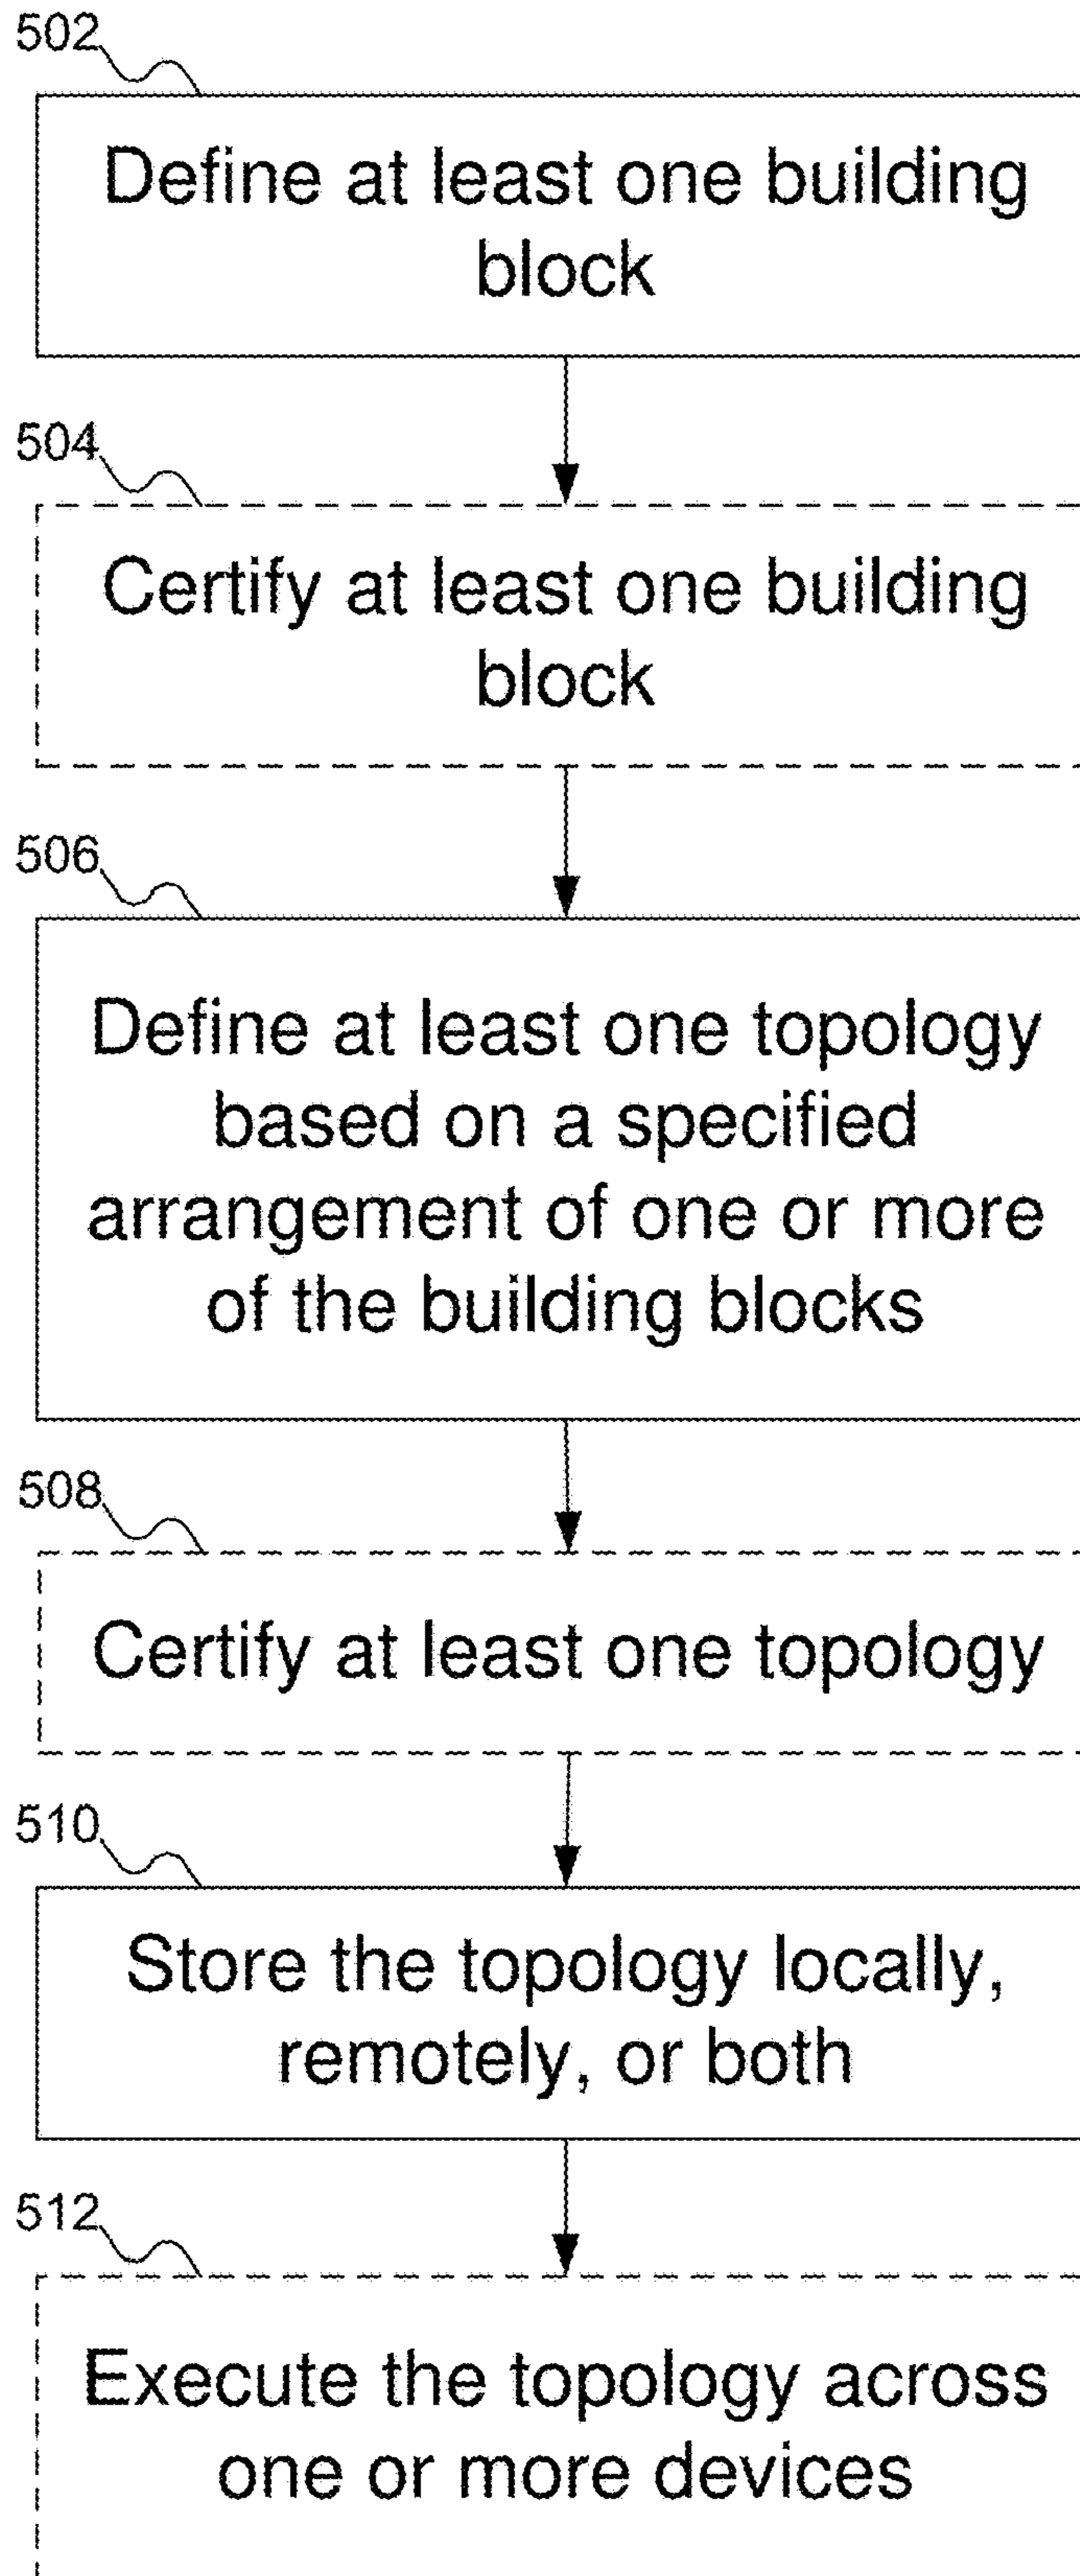 502
Define at least one building
block
504
Certify at least one building
block
506
Define at least one topology
based on a specified
arrangement of one or more
of the building blocks
508
Certify at least one topology
510
Store the topology locally,
remotely, or both
512
Execute the topology across
one or more devices